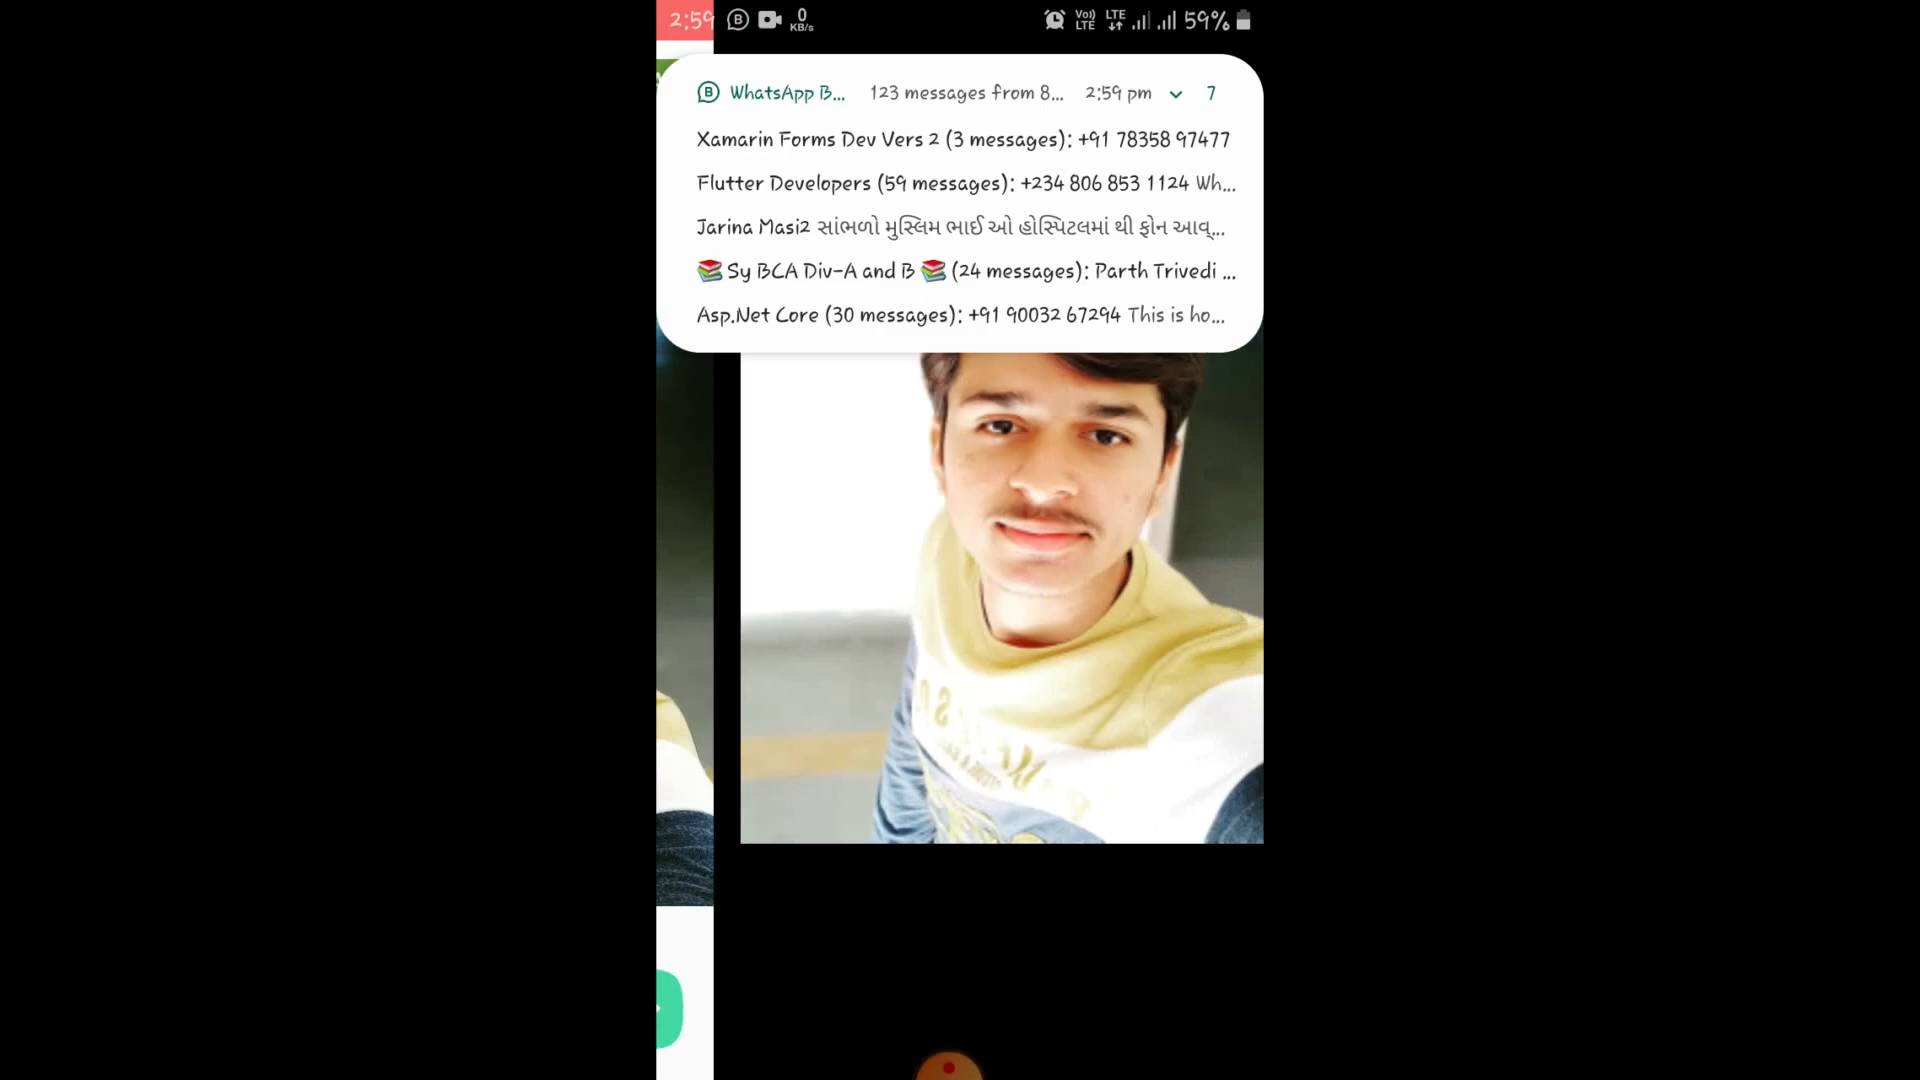 2:59
0
KB/s
Vo))
LTE
LTE
59%
WhatsApp B... 123 messages from 8... 2:59 pm 7
Xamarin Forms Dev Vers 2 (3 messages): +91 78358 97477
Flutter Developers (59 messages): +234 806 853 1124 Wh...
Jarina Masi2 સાંભળો મુસ્લિમ ભાઈ ઓ હોસ્પિટલમાં થી ફોન આવ્...
📚 Sy BCA Div-A and B 📚 (24 messages): Parth Trivedi ...
Asp.Net Core (30 messages): +91 90032 67294 This is ho...